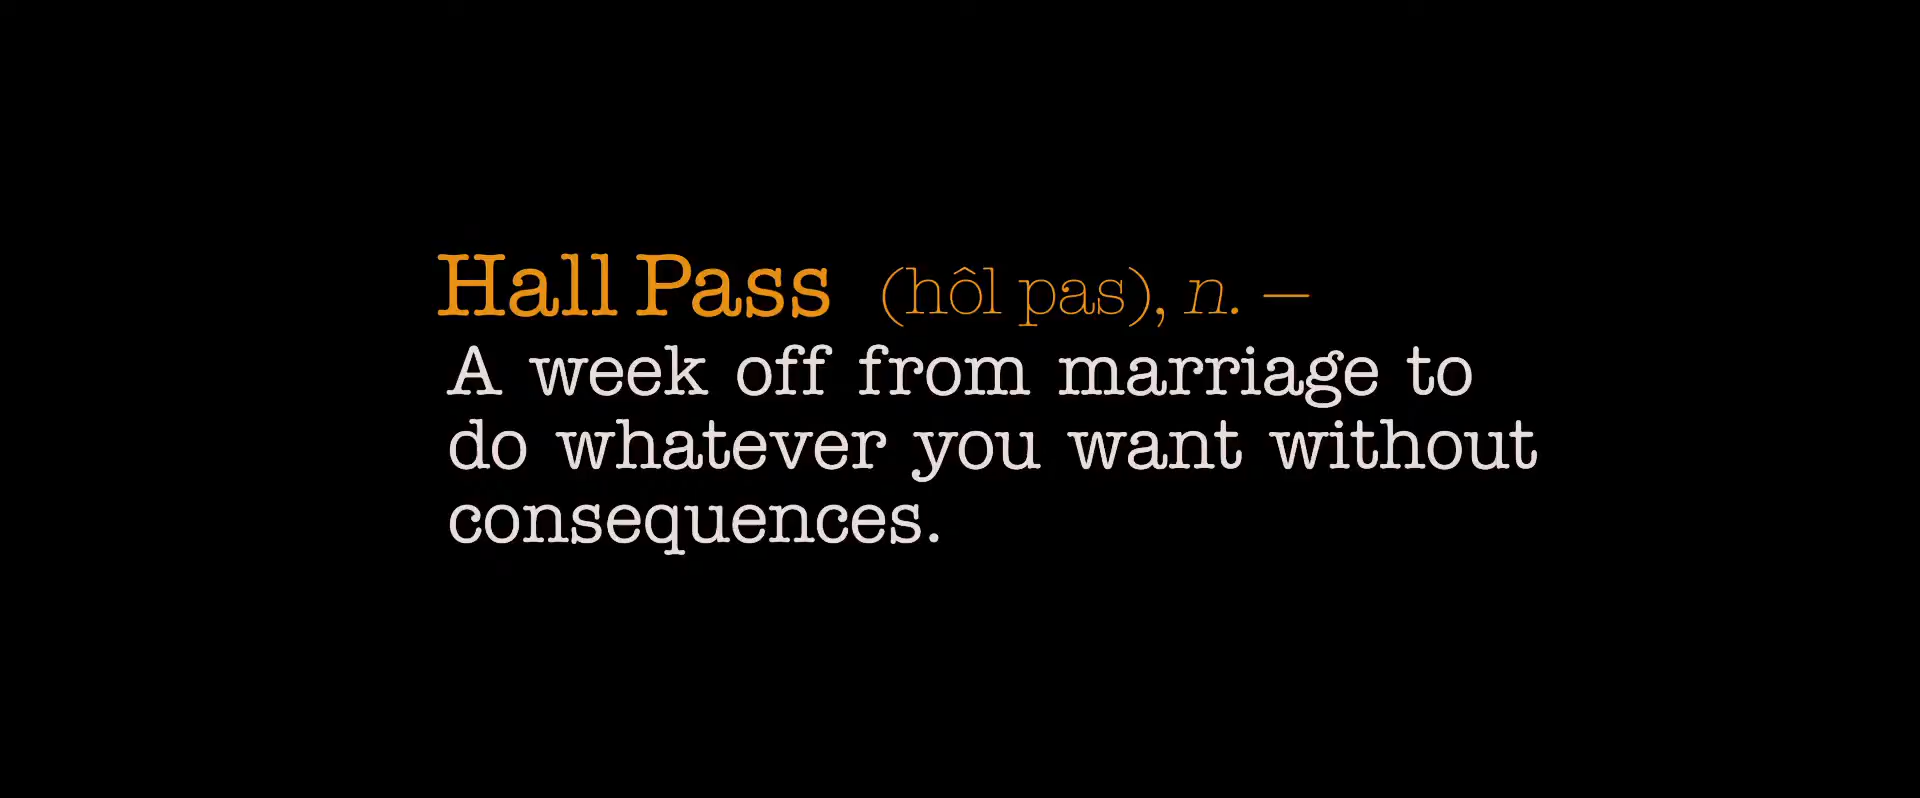 Hall Pass (hôl pas), n. —
A week off from marriage to
do whatever you want without
consequences.